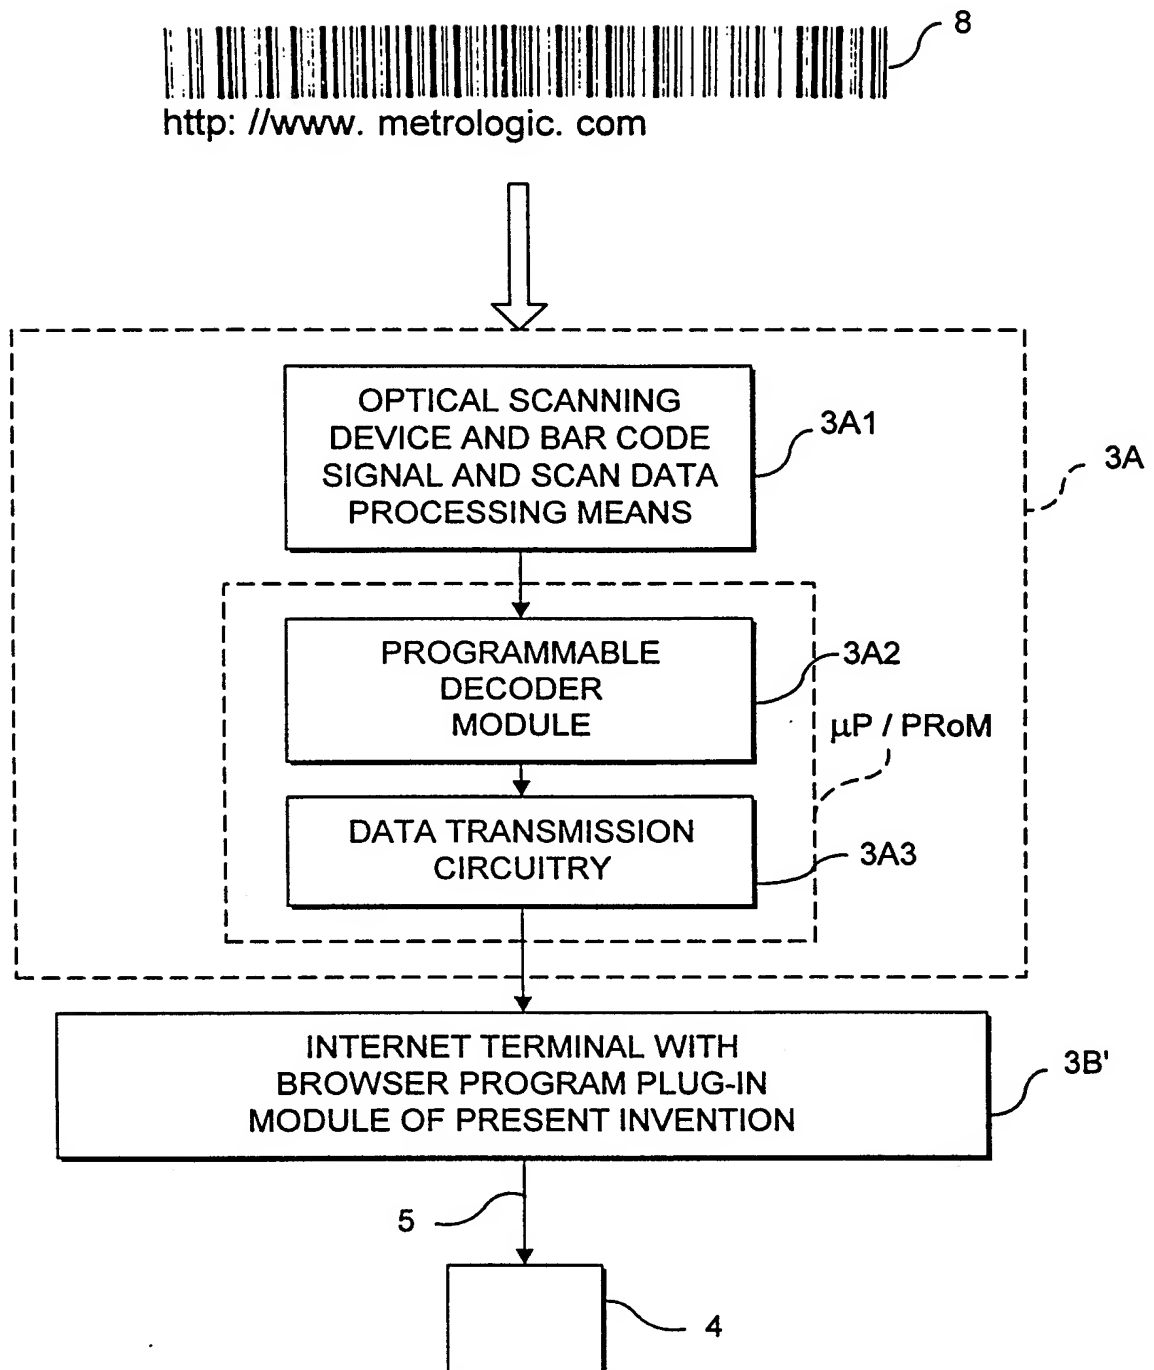 8
http: //www. metrologic. com
OPTICAL SCANNING
DEVICE AND BAR CODE
SIGNAL AND SCAN DATA
PROCESSING MEANS
3A1
3A
PROGRAMMABLE
DECODER
MODULE
3A2
μP / PRoM
DATA TRANSMISSION
CIRCUITRY
3A3
INTERNET TERMINAL WITH
BROWSER PROGRAM PLUG-IN
MODULE OF PRESENT INVENTION
3B'
5
4